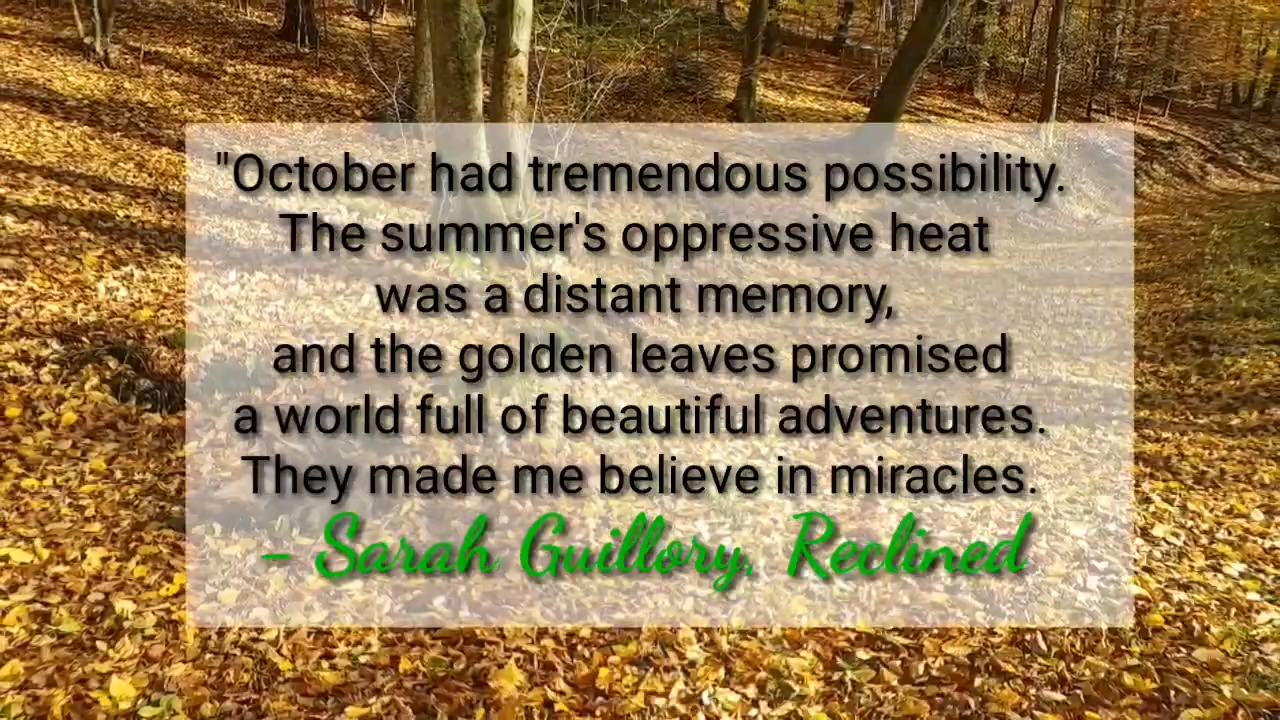 "October had tremendous possibility.
The summer's oppressive heat
was a distant memory,
and the golden leaves promised
a world full of beautiful adventures.
They made me believe in miracles.
- Sarah Guillory, Reclined